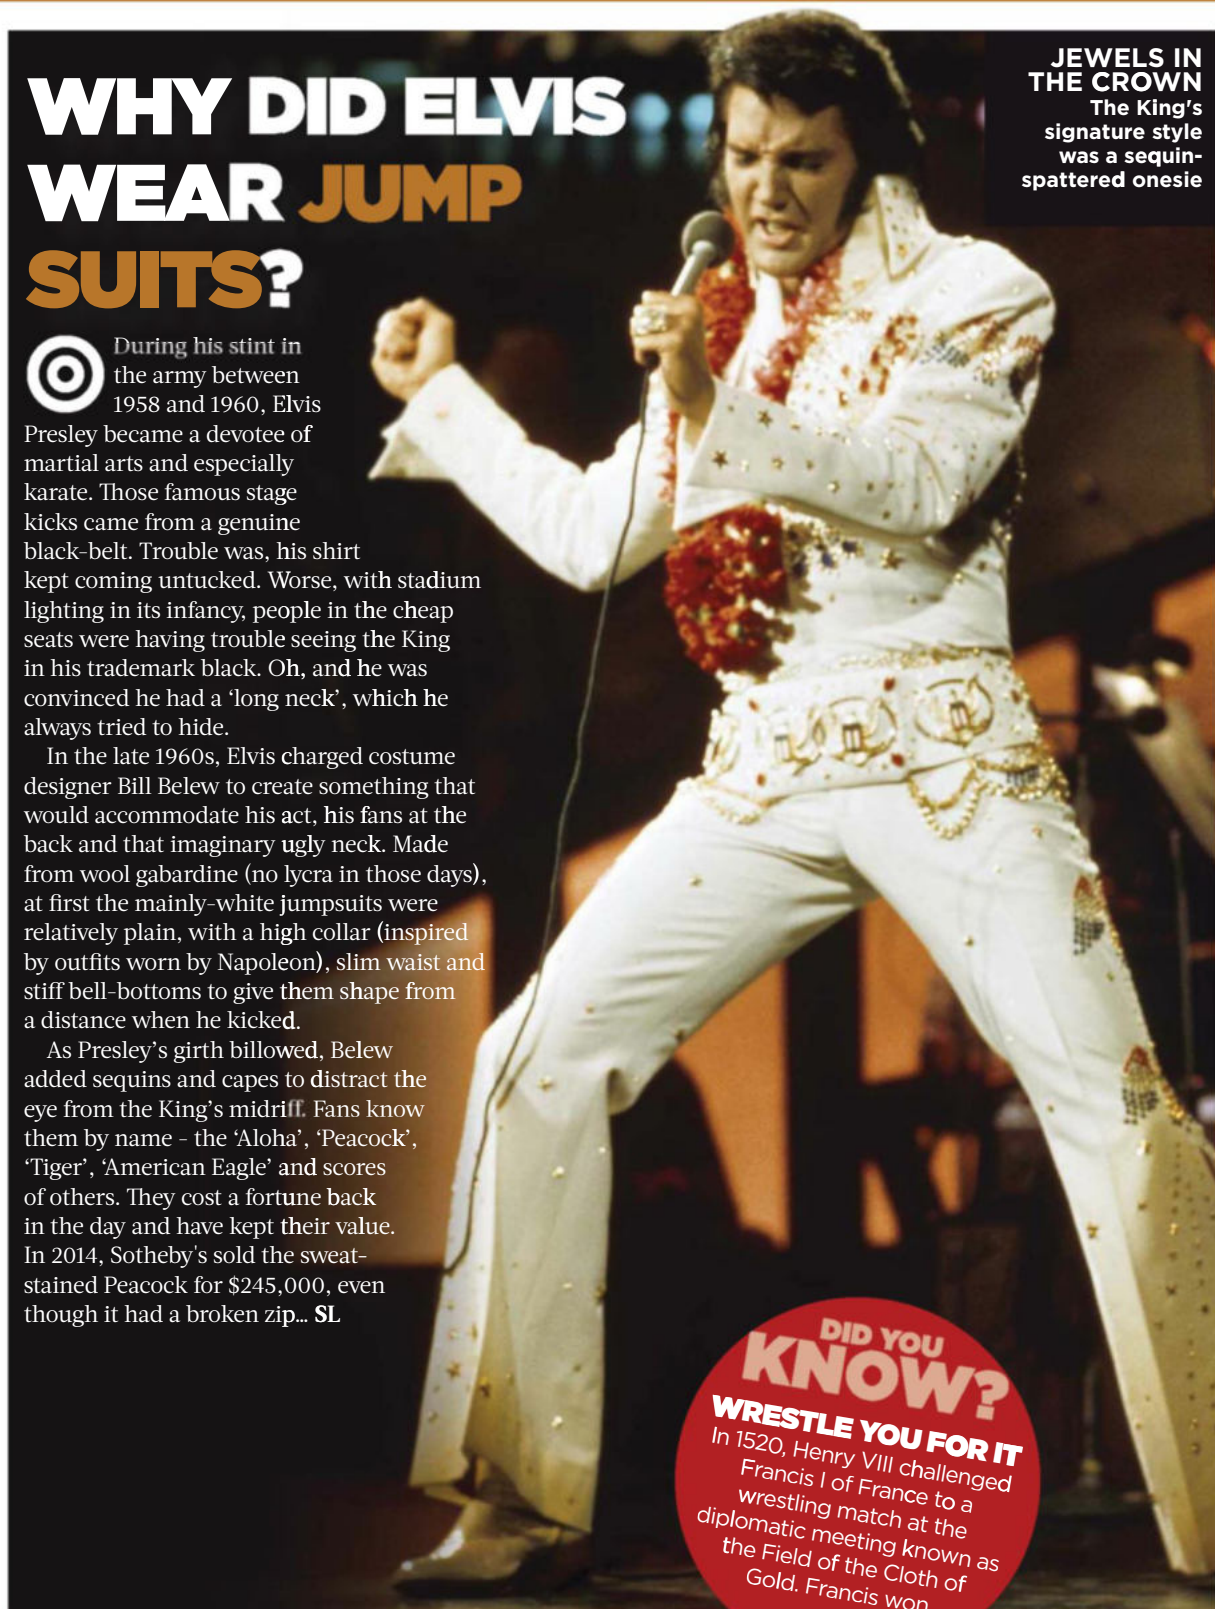 WHY DID ELVIS
WEAR JUMP
SUITS?
During his stint in
the army between
1958 and 1960, Elvis
Presley became a devotee of
martial arts and especially
karate. Those famous stage
kicks came from a genuine
black-belt. Trouble was, his shirt
kept coming untucked. Worse, with stadium
lighting in its infancy, people in the cheap
seats were having trouble seeing the King
in his trademark black. Oh, and he was
convinced he had a ‘long neck’, which he
always tried to hide.
In the late 1960s, Elvis charged costume
designer Bill Belew to create something that
would accommodate his act, his fans at the
back and that imaginary ugly neck. Made
from wool gabardine (no lycra in those days),
at first the mainly-white jumpsuits were
relatively plain, with a high collar (inspired
by outfits worn by Napoleon), slim waist and
stiff bell-bottoms to give them shape from
a distance when he kicked.
As Presley’s girth billowed, Belew
added sequins and capes to distract the
eye from the King’s midriff. Fans know
them by name - the ‘Aloha’, ‘Peacock’,
‘Tiger’, ‘American Eagle’ and scores
of others. They cost a fortune back
in the day and have kept their value.
In 2014, Sotheby's sold the sweat-
stained Peacock for $245,000, even
though it had a broken zip... SL
JEWELS IN
THE CROWN
The King's
signature style
was a sequin-
spattered onesie
DID YOU
KNOW?
WRESTLE YOU FOR IT
In 1520, Henry VIII challenged
Francis I of France to a
wrestling match at the
diplomatic meeting known as
the Field of the Cloth of
Gold. Francis won